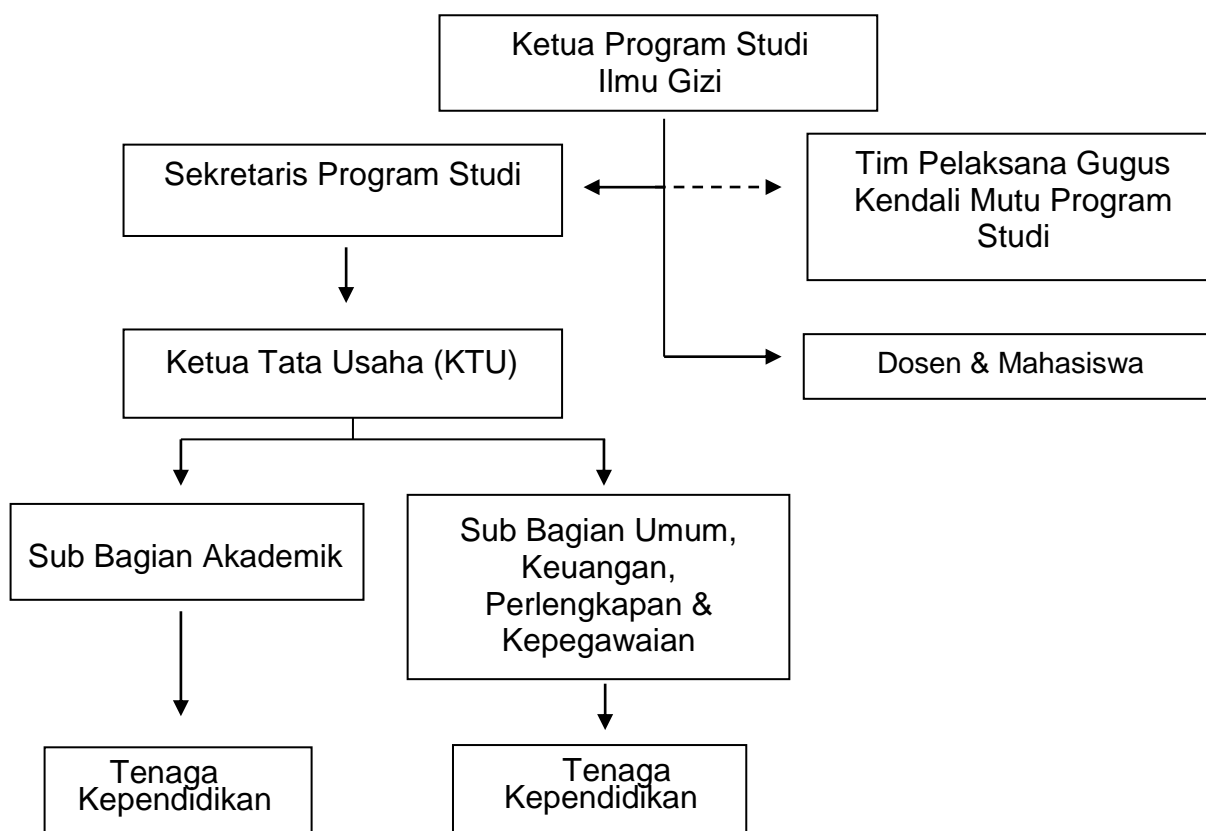 Ketua Program Studi
Ilmu Gizi
Sekretaris Program Studi
Tim Pelaksana Gugus
Kendali Mutu Program
Studi
Ketua Tata Usaha (KTU)
Dosen & Mahasiswa
Sub Bagian Akademik
Sub Bagian Umum,
Keuangan,
Perlengkapan &
Kepegawaian
Tenaga
Kependidikan
Tenaga
Kependidikan